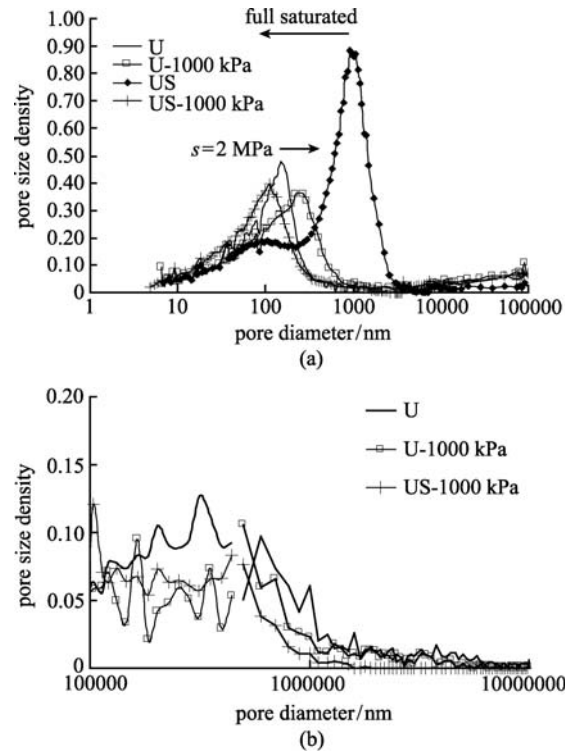 full saturated
1.00
0.90
0.80
0.70
0.60
0.50
0.40
0.30
0.20
0.10
0.00
pore size density
U
U-1000 kPa
US
US-1000 kPa
s=2 MPa
1
10
100
1000
10000
100000
pore diameter/nm
(a)
0.20
0.15
0.10
0.05
0
pore size density
U
U-1000 kPa
US-1000 kPa
100000
1000000
10000000
pore diameter/nm
(b)